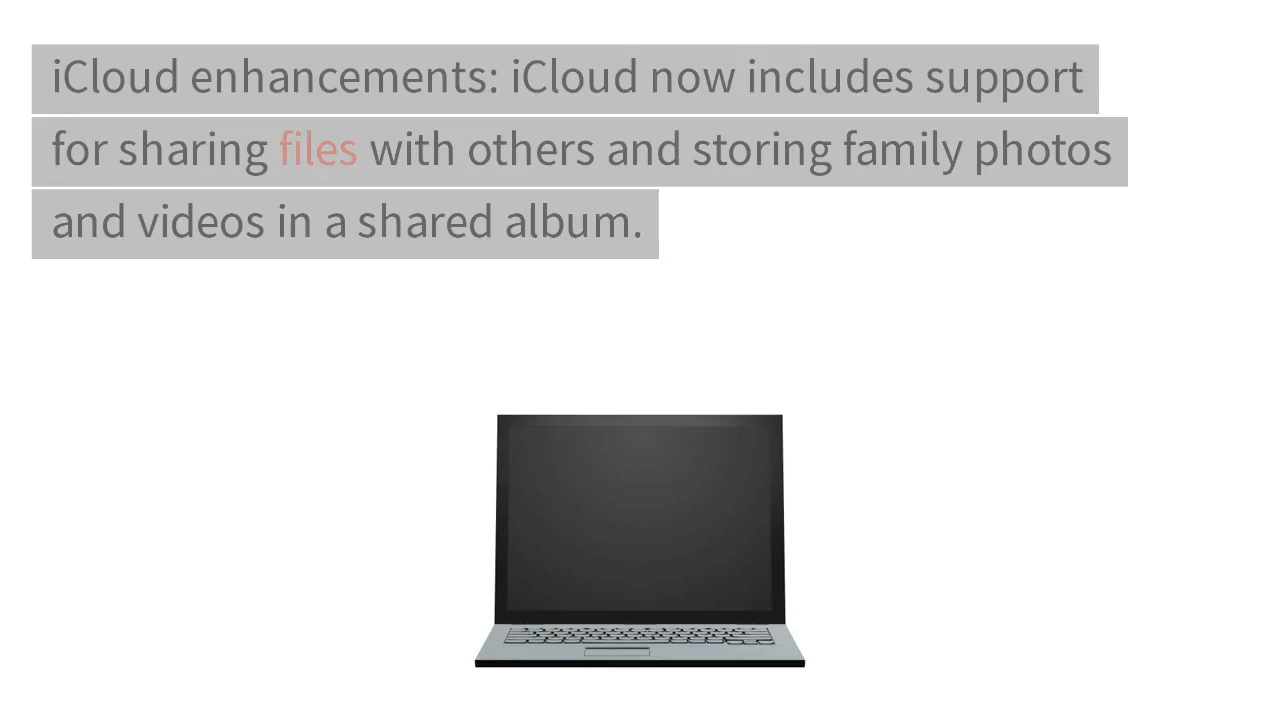 iCloud enhancements: iCloud now includes support
for sharing files with others and storing family photos
and videos in a shared album.